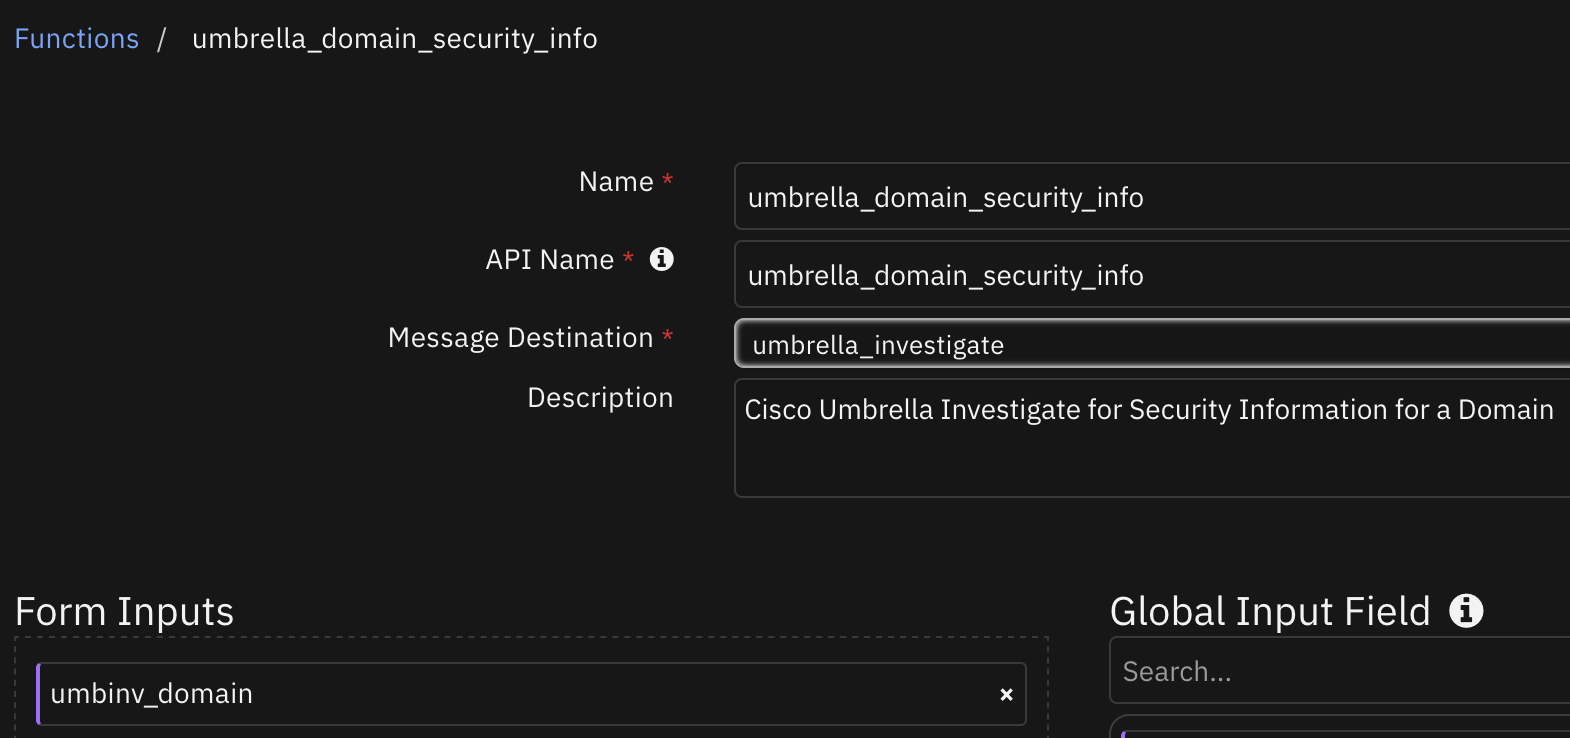 Functions / umbrella_domain_security_info
Name * umbrella_domain_security_info
API Name * umbrella_domain_security_info
Message Destination * umbrella_investigate
Description Cisco Umbrella Investigate for Security Information for a Domain
Form Inputs
umbinv_domain ×
Global Input Field
Search...